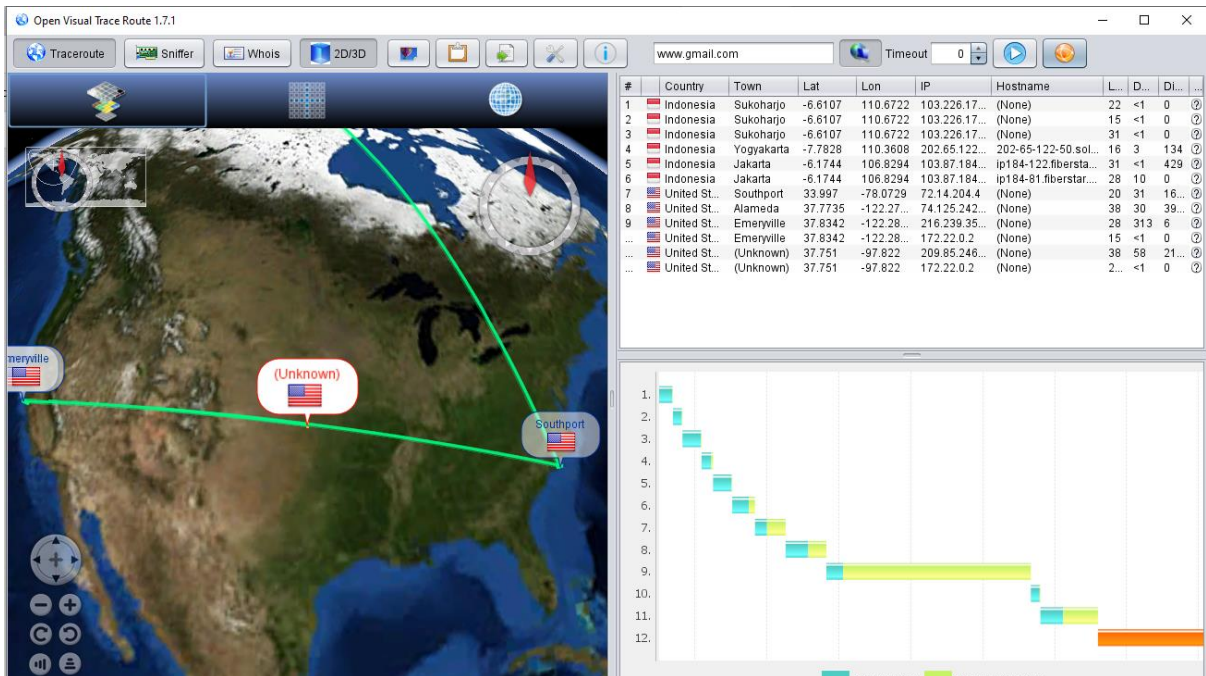 Open Visual Trace Route 1.7.1
Traceroute Sniffer Whois 2D/3D www.gmail.com Timeout 0
# Country Town Lat Lon IP Hostname L... D... Di... ...
1 Indonesia Sukoharjo -6.6107 110.6722 103.226.17... (None) 22 <1 0
2 Indonesia Sukoharjo -6.6107 110.6722 103.226.17... (None) 15 <1 0
3 Indonesia Sukoharjo -6.6107 110.6722 103.226.17... (None) 31 <1 0
4 Indonesia Yogyakarta -7.7828 110.3608 202.65.122... 202-65-122-50.sol... 16 3 134
5 Indonesia Jakarta -6.1744 106.8294 103.87.184... ip184-122.fibersta... 31 <1 429
6 Indonesia Jakarta -6.1744 106.8294 103.87.184... ip184-81.fiberstar.... 28 10 0
7 United St... Southport 33.997 -78.0729 72.14.204.4 (None) 20 31 16...
8 United St... Alameda 37.7735 -122.27... 74.125.242... (None) 38 30 39...
9 United St... Emeryville 37.8342 -122.28... 216.239.35... (None) 28 313 6
... United St... Emeryville 37.8342 -122.28... 172.22.0.2 (None) 15 <1 0
... United St... (Unknown) 37.751 -97.822 209.85.246... (None) 38 58 21...
... United St... (Unknown) 37.751 -97.822 172.22.0.2 (None) 2... <1 0
meryville
(Unknown)
Southport
1.
2.
3.
4.
5.
6.
7.
8.
9.
10.
11.
12.